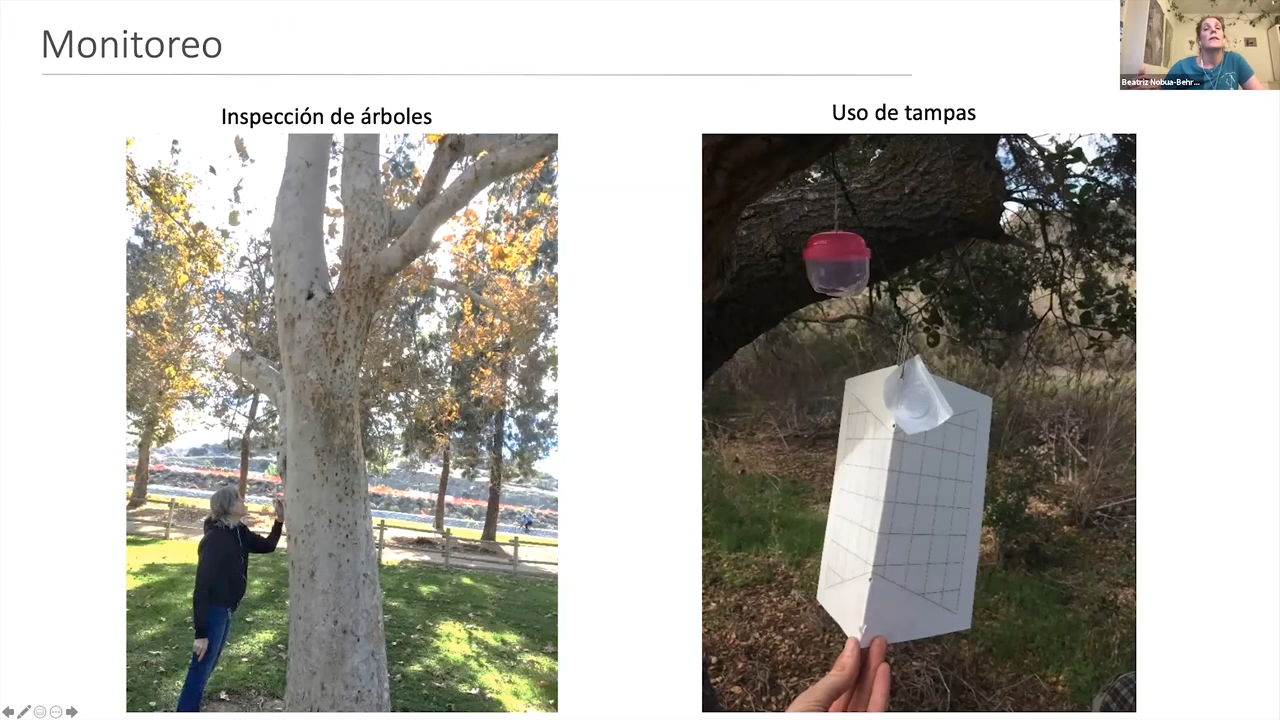 Monitoreo
Beatriz Nobua-Behr...
Inspección de árboles
Uso de tampas